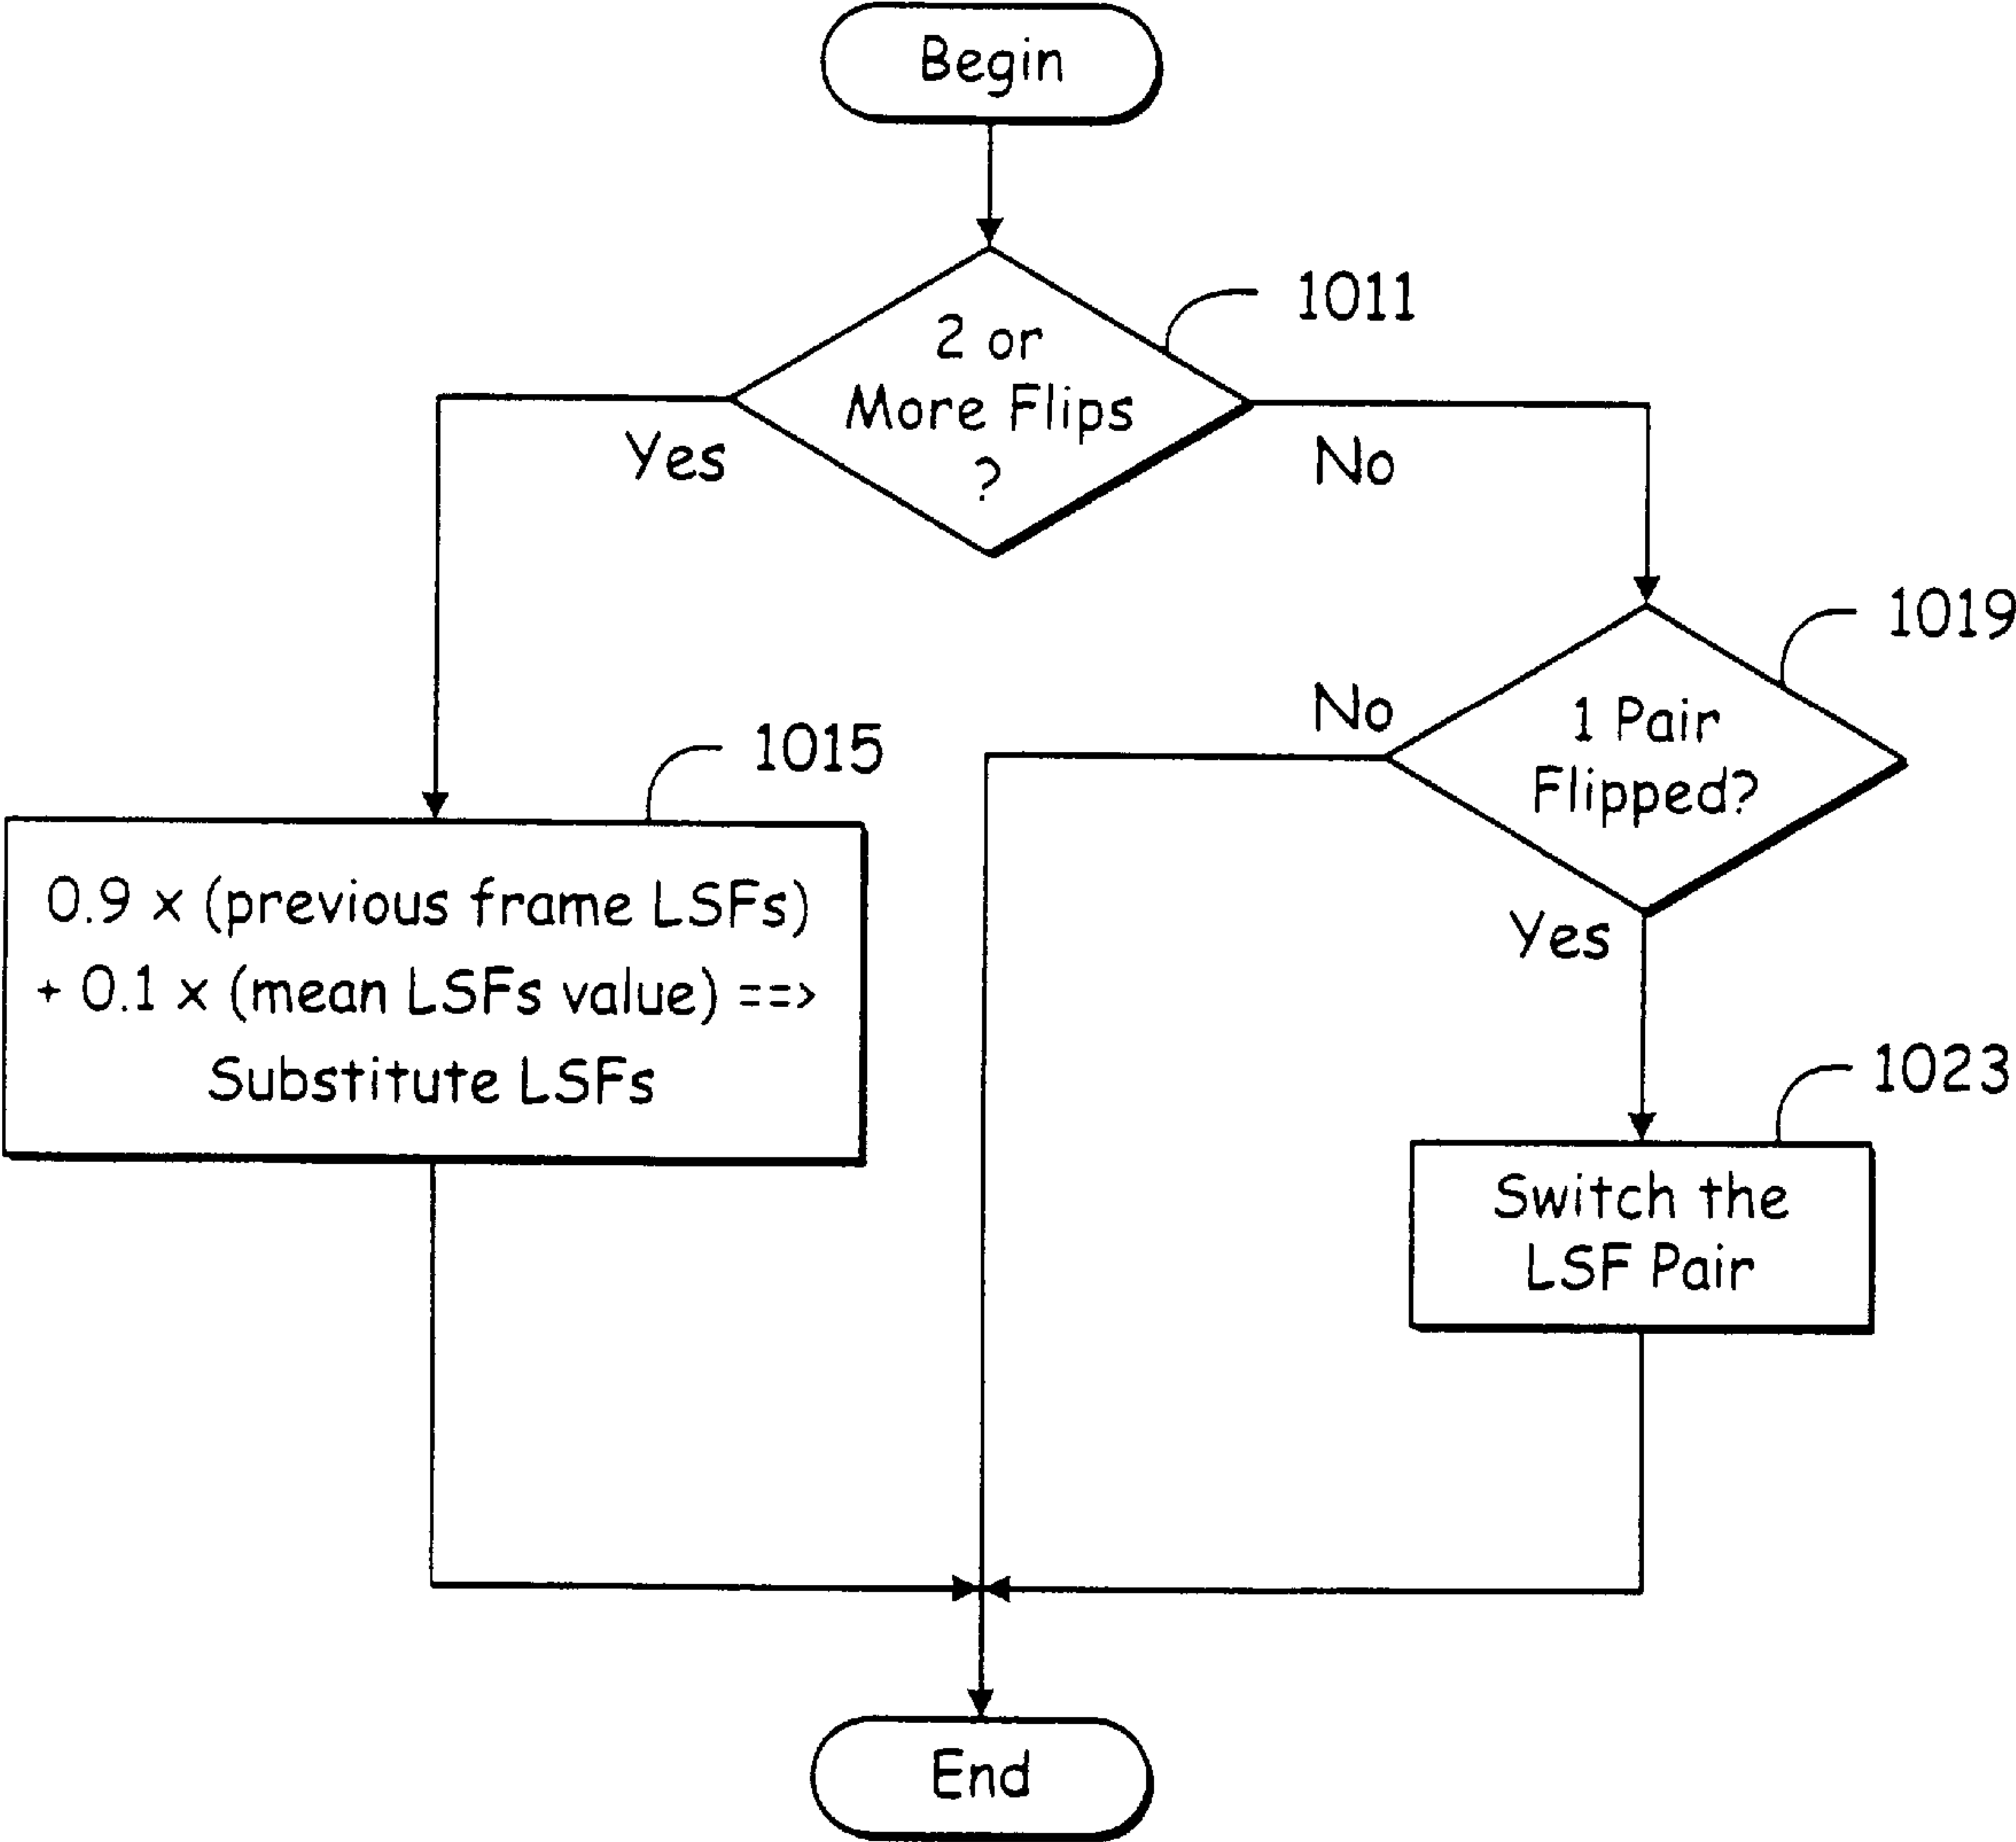 Begin
1011
2 or
More Flips
?
Yes
No
1019
1 Pair
Flipped?
No
Yes
1015
0.9 x (previous frame LSFs)
+ 0.1 x (mean LSFs value) ==>
Substitute LSFs
1023
Switch the
LSF Pair
End